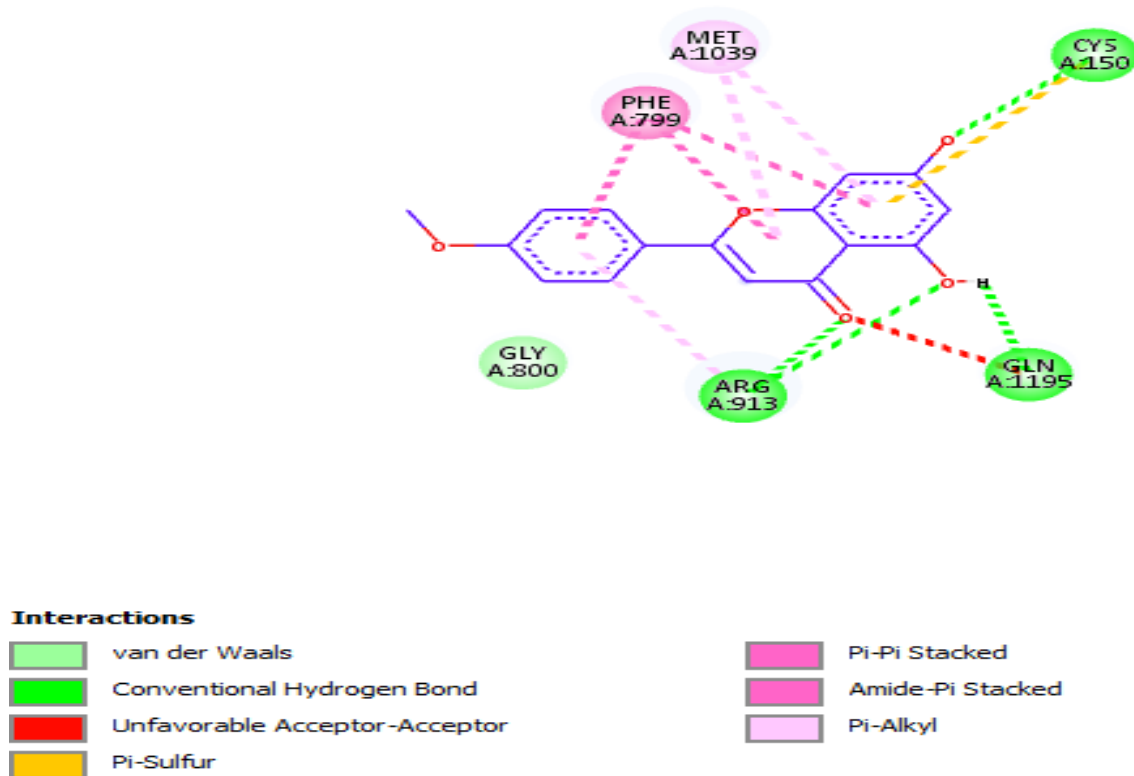 MET
A:1039
CYS
A:150
PHE
A:799
O
O
O
O
O H
GLY
A:800
ARG
A:913
GLN
A:1195
Interactions
van der Waals
Conventional Hydrogen Bond
Unfavorable Acceptor-Acceptor
Pi-Sulfur
Pi-Pi Stacked
Amide-Pi Stacked
Pi-Alkyl